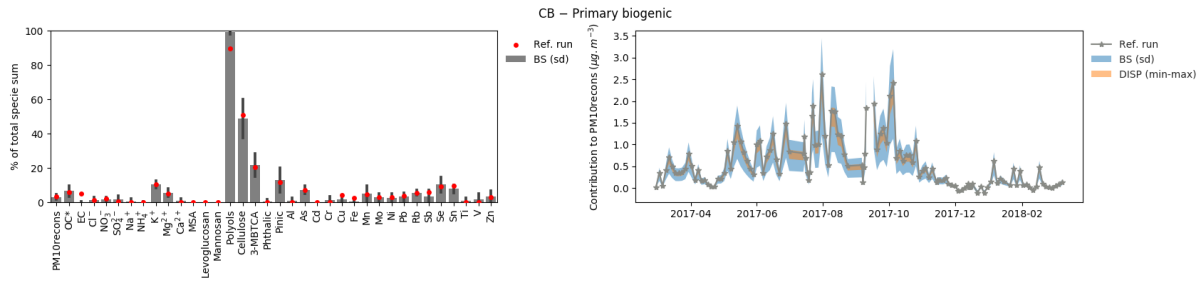 CB − Primary biogenic
% of total specie sum
100
80
60
40
20
0
PM10recons
OC*
EC
Cl⁻
NO₃⁻
SO₄²⁻
Na⁺
NH₄⁺
K⁺
Mg²⁺
Ca²⁺
MSA
Levoglucosan
Mannosan
Polyols
Cellulose
3-MBTCA
Phthalic
Pinic
Al
As
Cd
Cr
Cu
Fe
Mn
Mo
Ni
Pb
Rb
Sb
Se
Sn
Ti
V
Zn
Ref. run
BS (sd)
Contribution to PM10recons (µg.m⁻³)
3.5
3.0
2.5
2.0
1.5
1.0
0.5
0.0
2017-04
2017-06
2017-08
2017-10
2017-12
2018-02
Ref. run
BS (sd)
DISP (min-max)